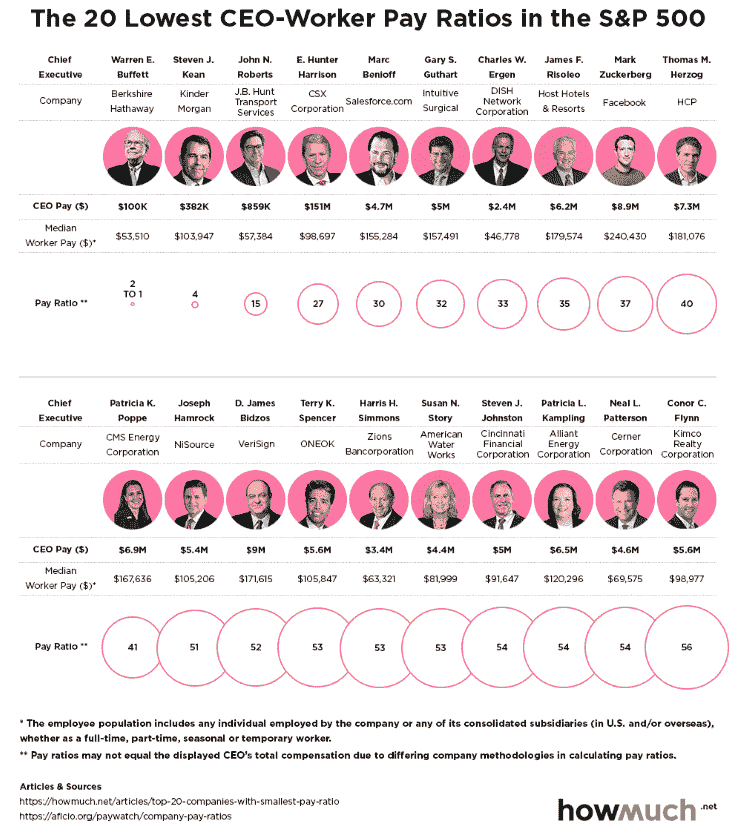 The 20 Lowest CEO-Worker Pay Ratios in the S&P 500
Chief Executive
Warren E. Buffett
Steven J. Kean
John N. Roberts
E. Hunter Harrison
Marc Benioff
Gary S. Guthart
Charles W. Ergen
James F. Risoleo
Mark Zuckerberg
Thomas M. Herzog
Company
Berkshire Hathaway
Kinder Morgan
J.B. Hunt Transport Services
CSX Corporation
Salesforce.com
Intuitive Surgical
DISH Network Corporation
Host Hotels & Resorts
Facebook
HCP
CEO Pay ($) $100K $382K $859K $151M $4.7M $5M $2.4M $6.2M $8.9M $7.3M
Median Worker Pay ($)* $53,510 $103,947 $57,384 $98,697 $155,284 $157,491 $46,778 $179,574 $240,430 $181,076
Pay Ratio ** 2 TO 1 4 15 27 30 32 33 35 37 40
Chief Executive
Patricia K. Poppe
Joseph Hamrock
D. James Bidzos
Terry K. Spencer
Harris H. Simmons
Susan N. Story
Steven J. Johnston
Patricia L. Kampling
Neal L. Patterson
Conor C. Flynn
Company
CMS Energy Corporation
NiSource
VeriSign
ONEOK
Zions Bancorporation
American Water Works
Cincinnati Financial Corporation
Alliant Energy Corporation
Cerner Corporation
Kimco Realty Corporation
CEO Pay ($) $6.9M $5.4M $9M $5.6M $3.4M $4.4M $5M $6.5M $4.6M $5.6M
Median Worker Pay ($)* $167,636 $105,206 $171,615 $105,847 $63,321 $81,999 $91,647 $120,296 $69,575 $98,977
Pay Ratio ** 41 51 52 53 53 53 54 54 54 56
* The employee population includes any individual employed by the company or any of its consolidated subsidiaries (in U.S. and/or overseas),
whether as a full-time, part-time, seasonal or temporary worker.
** Pay ratios may not equal the displayed CEO's total compensation due to differing company methodologies in calculating pay ratios.
Articles & Sources
https://howmuch.net/articles/top-20-companies-with-smallest-pay-ratio
https://aflcio.org/paywatch/company-pay-ratios
howmuch.net